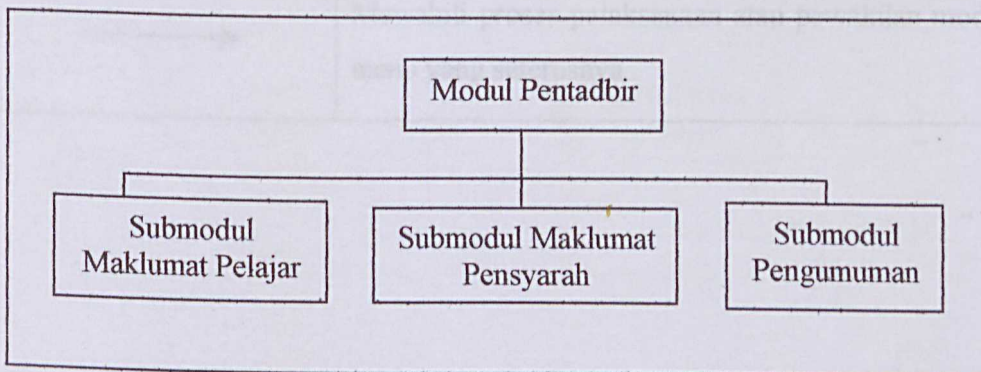 Modul Pentadbir
Submodul
Maklumat Pelajar
Submodul Maklumat
Pensyarah
Submodul
Pengumuman